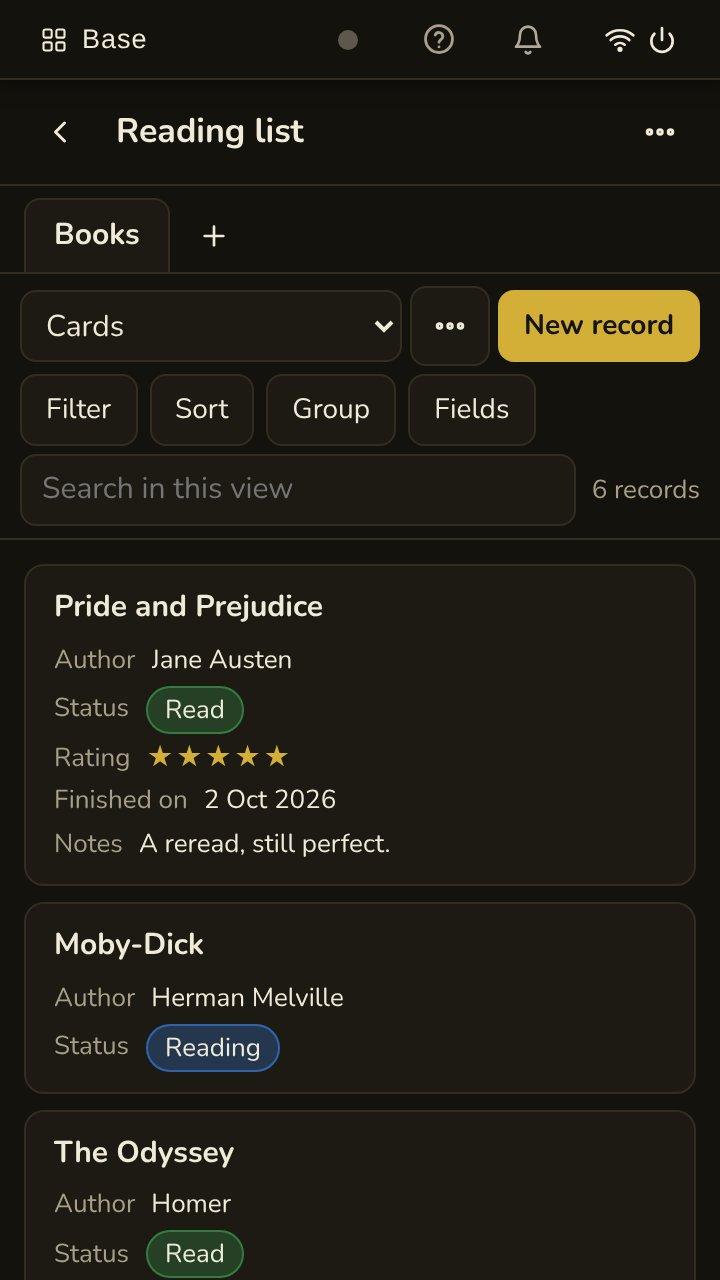 Base
Reading list
Books
Cards
New record
Filter Sort Group Fields
Search in this view 6 records
Pride and Prejudice
Author Jane Austen
Status Read
Rating ★★★★★
Finished on 2 Oct 2026
Notes A reread, still perfect.
Moby-Dick
Author Herman Melville
Status Reading
The Odyssey
Author Homer
Status Read